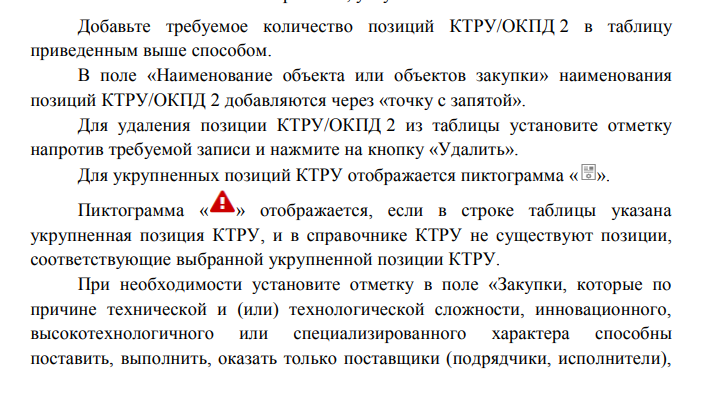 Добавьте требуемое количество позиций КТРУ/ОКПД 2 в таблицу
приведенным выше способом.
В поле «Наименование объекта или объектов закупки» наименования
позиций КТРУ/ОКПД 2 добавляются через «точку с запятой».
Для удаления позиции КТРУ/ОКПД 2 из таблицы установите отметку
напротив требуемой записи и нажмите на кнопку «Удалить».
Для укрупненных позиций КТРУ отображается пиктограмма «».
Пиктограмма «» отображается, если в строке таблицы указана
укрупненная позиция КТРУ, и в справочнике КТРУ не существуют позиции,
соответствующие выбранной укрупненной позиции КТРУ.
При необходимости установите отметку в поле «Закупки, которые по
причине технической и (или) технологической сложности, инновационного,
высокотехнологичного или специализированного характера способны
поставить, выполнить, оказать только поставщики (подрядчики, исполнители),